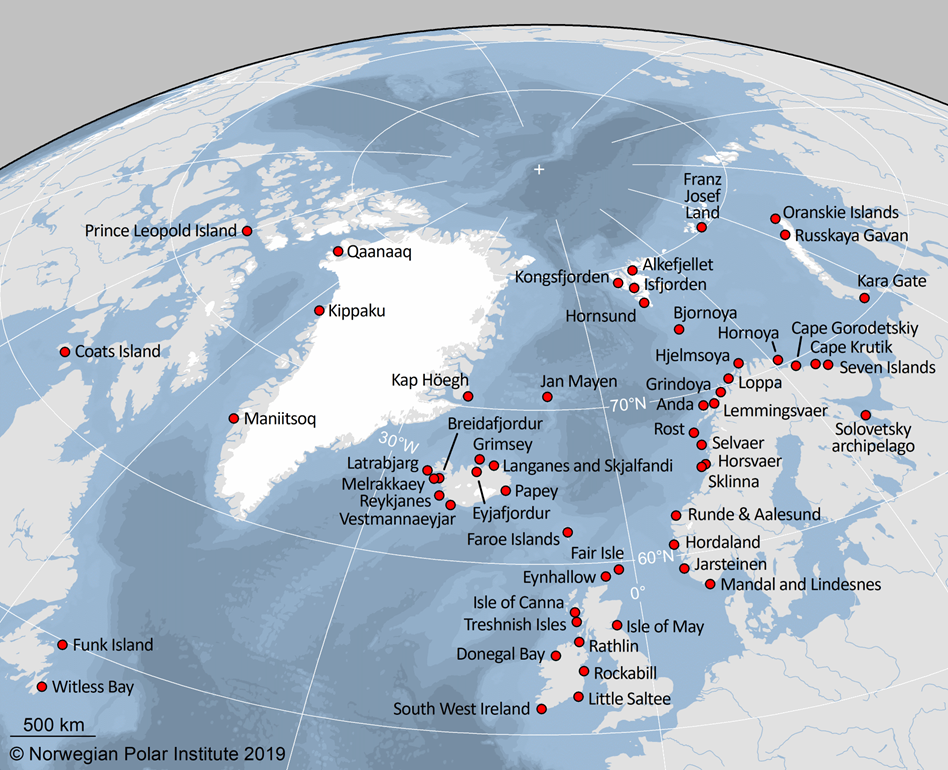 Franz
Josef
Land
Oranskie Islands
Prince Leopold Island
Russkaya Gavan
Qaanaaq
Alkefjellet
Kongsfjorden
Isfjorden
Kara Gate
Kippaku
Hornsund
Bjornoya
Hornoya
Cape Gorodetskiy
Cape Krutik
Coats Island
Hjelmsoya
Seven Islands
Kap Höegh
Jan Mayen
Grindoya
Loppa
70°N
Anda
Lemmingsvaer
Maniitsoq
Breidafjordur
Solovetsky
archipelago
30°W
Grimsey
Rost
Selvaer
Latrabjarg
Langanes and Skjalfandi
Horsvaer
Melrakkaey
Sklinna
Reykjanes
Papey
Vestmannaeyjar
Eyjafjordur
Runde & Aalesund
Faroe Islands
Hordaland
Fair Isle
60°N
Jarsteinen
Eynhallow
Mandal and Lindesnes
0°
Isle of Canna
Treshnish Isles
Isle of May
Funk Island
Rathlin
Donegal Bay
Rockabill
Witless Bay
Little Saltee
South West Ireland
500 km
© Norwegian Polar Institute 2019